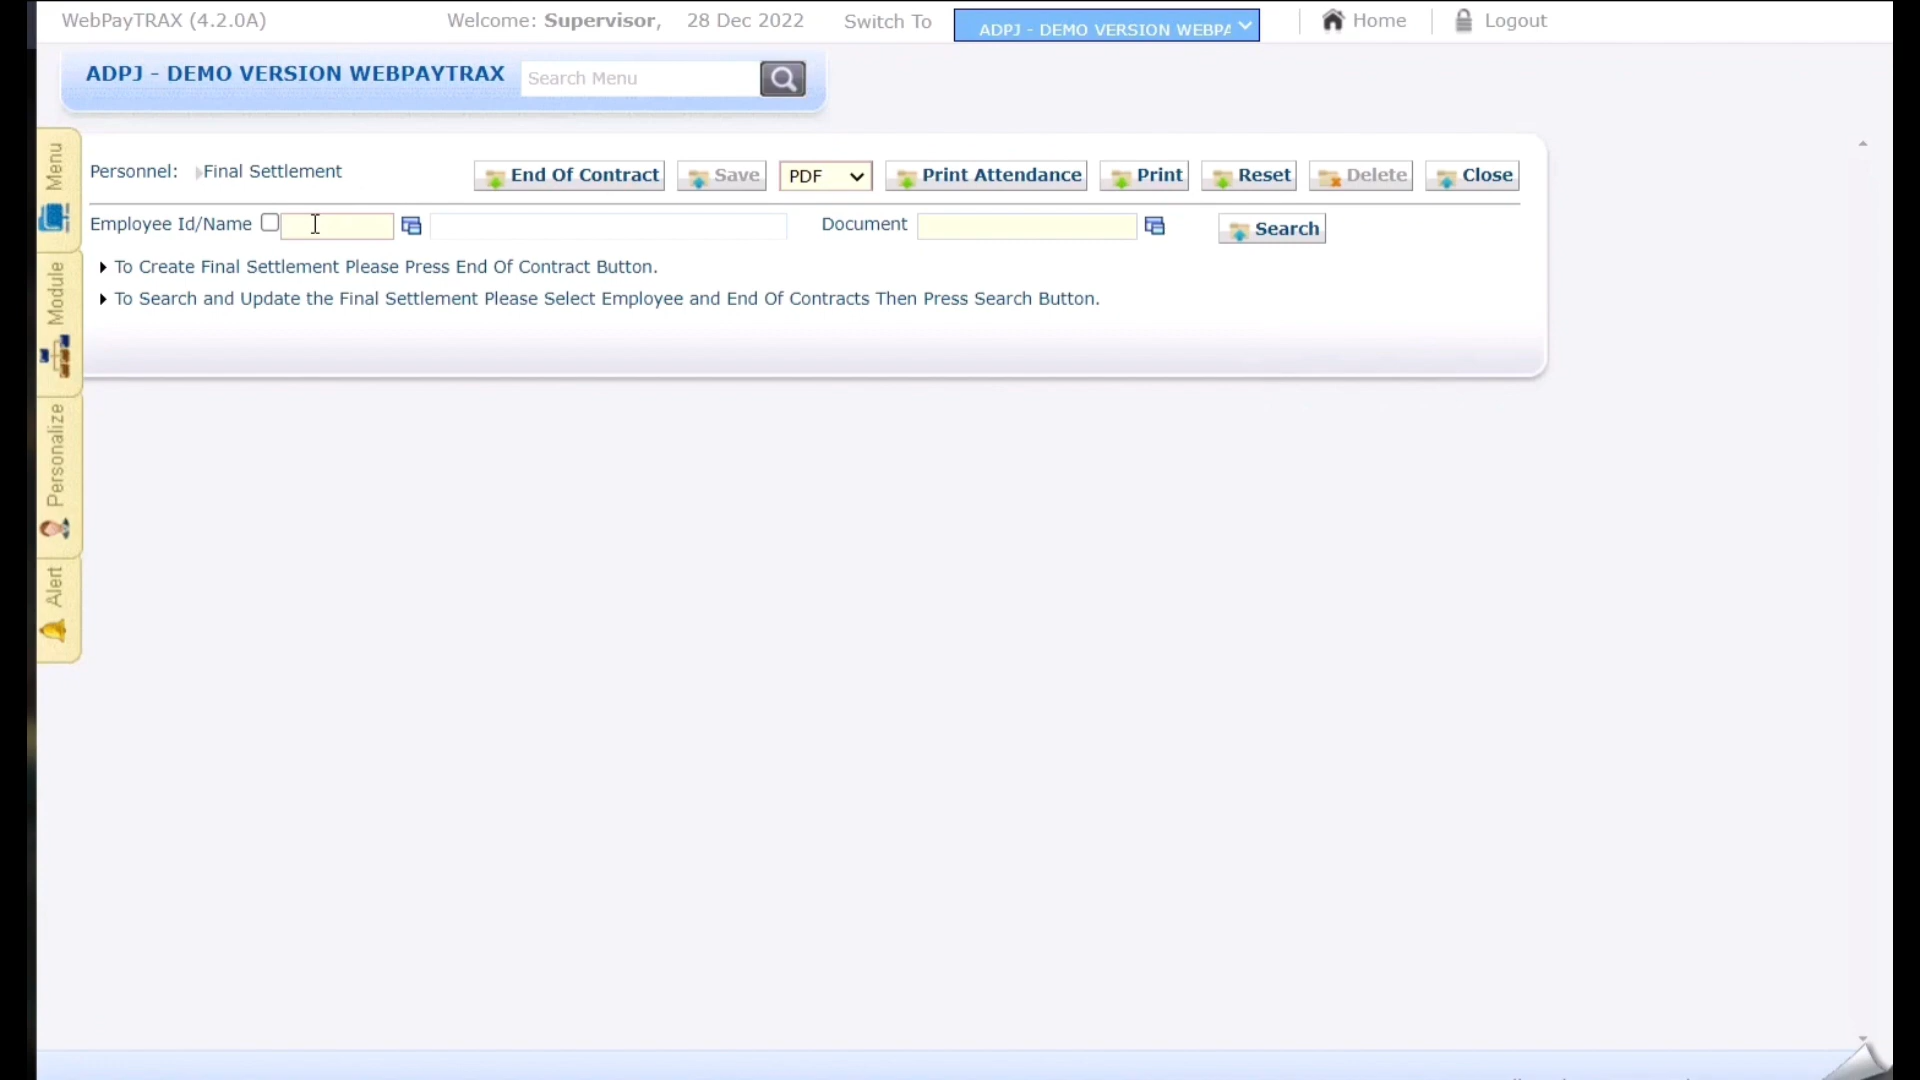 WebPayTRAX (4.2.0A) Welcome: Supervisor, 28 Dec 2022 Switch To ADPJ - DEMO VERSION WEBPA Home Logout
ADPJ - DEMO VERSION WEBPAYTRAX Search Menu
Menu
Module
Personalize
Alert
Personnel: Final Settlement End Of Contract Save PDF Print Attendance Print Reset Delete Close
Employee Id/Name Document Search
To Create Final Settlement Please Press End Of Contract Button.
To Search and Update the Final Settlement Please Select Employee and End Of Contracts Then Press Search Button.